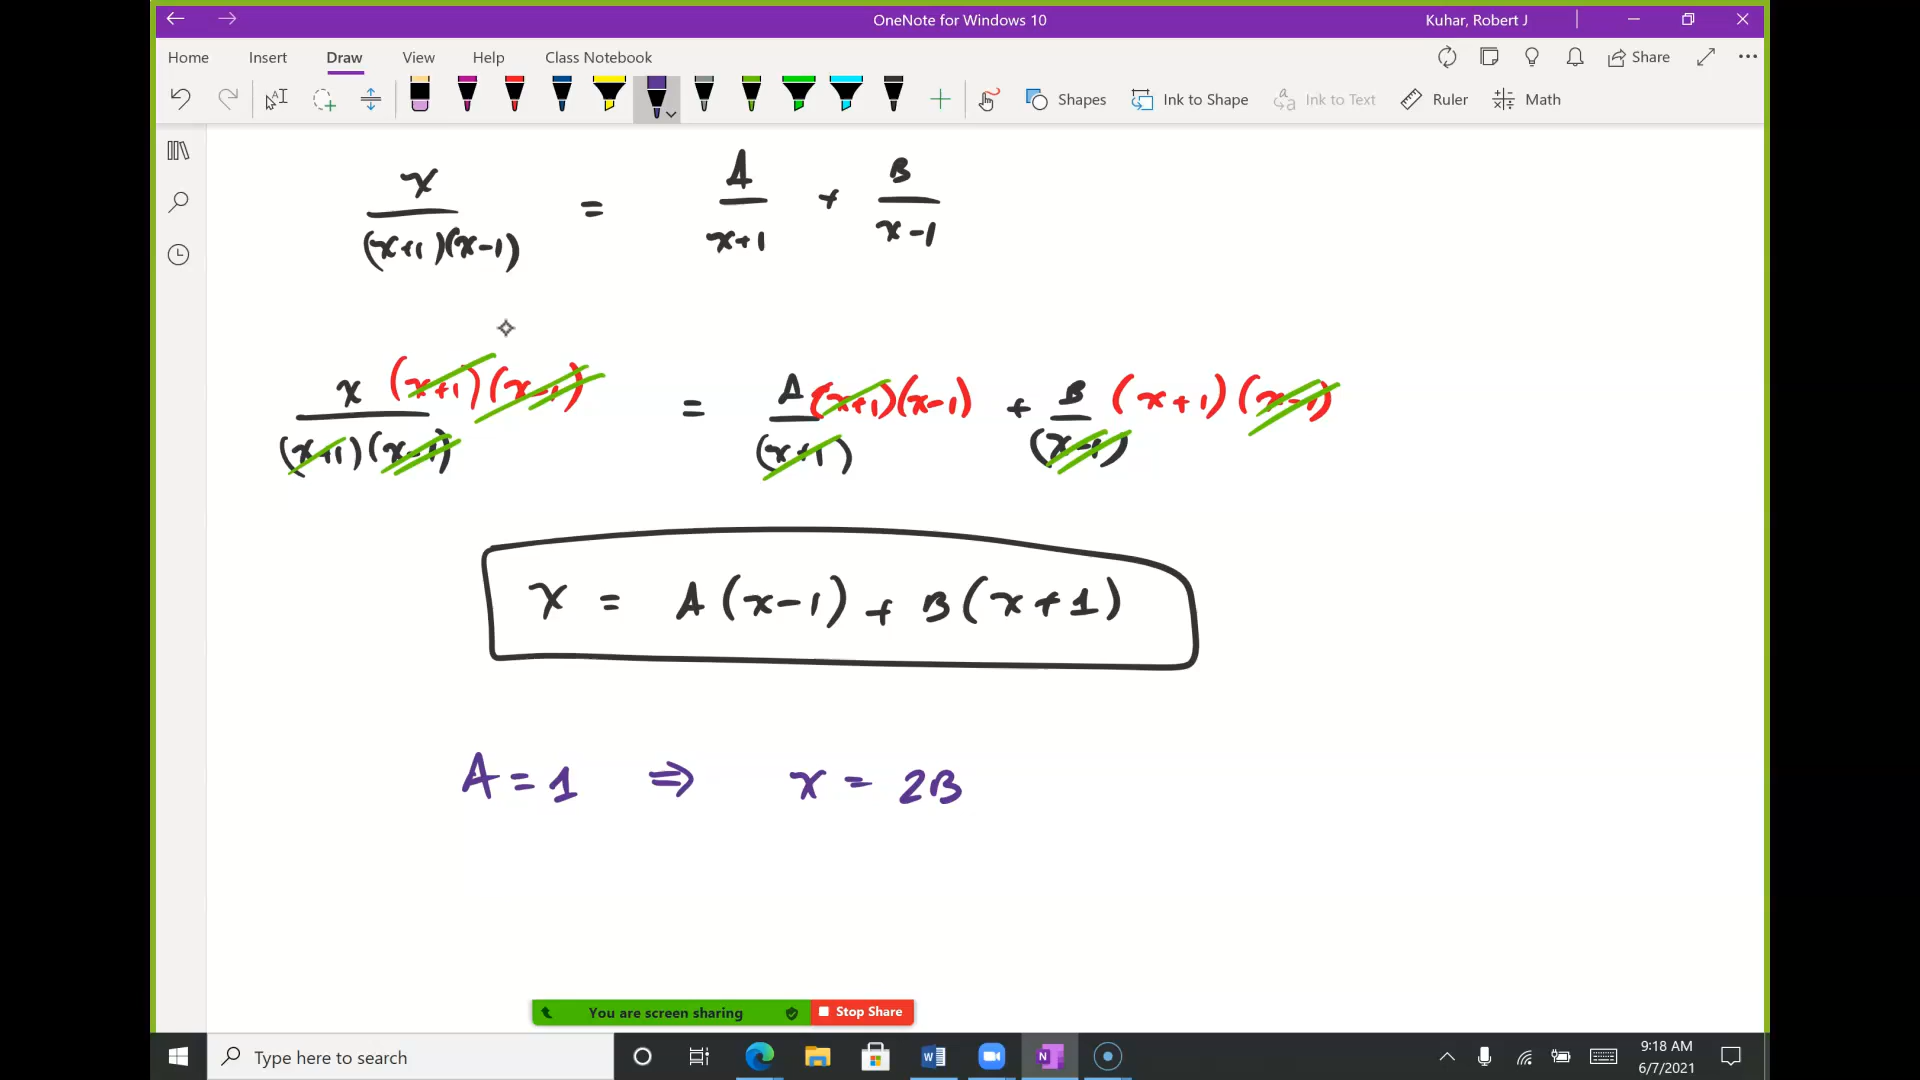 OneNote for Windows 10 Kuhar, Robert J
Home Insert Draw View Help Class Notebook Share
Shapes Ink to Shape Ink to Text Ruler Math
x/((x+1)(x-1)) = A/(x+1) + B/(x-1)
x (x+1)(x-1)/((x+1)(x-1)) = A(x+1)(x-1)/(x+1) + B(x+1)(x-1)/(x-1)
x = A(x-1) + B(x+1)
A = 1 ⇒ x = 2B
You are screen sharing Stop Share
Type here to search
9:18 AM
6/7/2021